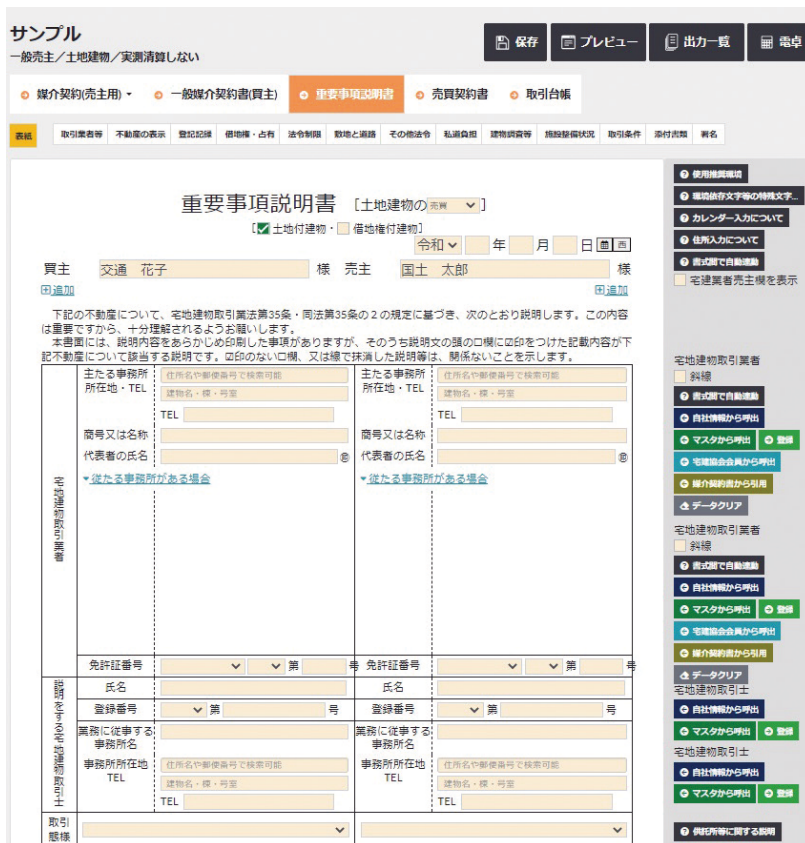 サンプル
一般売主／土地建物／実測清算しない
保存 プレビュー 出力一覧 電卓
媒介契約(売主用) 一般媒介契約書(買主) 重要事項説明書 売買契約書 取引台帳
表紙 取引業者等 不動産の表示 登記記録 借地権・占有 法令制限 敷地と道路 その他法令 私道負担 建物調査等 施設整備状況 取引条件 添付書類 署名
重要事項説明書 [土地建物の売買]
[土地付建物・借地権付建物]
令和 年 月 日 西
買主 交通 花子 様 売主 国土 太郎 様
追加 追加
下記の不動産について、宅地建物取引業法第35条・同法第35条の2の規定に基づき、次のとおり説明します。この内容
は重要ですから、十分理解されるようお願いします。
本書面には、説明内容をあらかじめ印刷した事項がありますが、そのうち説明文の頭の□欄に☑印をつけた記載内容が下
記不動産について該当する説明です。☑印のない□欄、又は線で抹消した説明等は、関係ないことを示します。
宅地建物取引業者
主たる事務所 住所名や郵便番号で検索可能 主たる事務所 住所名や郵便番号で検索可能
所在地・TEL 建物名・棟・号室 所在地・TEL 建物名・棟・号室
TEL TEL
商号又は名称 商号又は名称
代表者の氏名 ㊞ 代表者の氏名 ㊞
従たる事務所がある場合 従たる事務所がある場合
免許証番号 第 号 免許証番号 第 号
説明をする宅地建物取引士
氏名 氏名
登録番号 第 号 登録番号 第 号
業務に従事する 業務に従事する
事務所名 事務所名
事務所所在地 住所名や郵便番号で検索可能 事務所所在地 住所名や郵便番号で検索可能
TEL 建物名・棟・号室 TEL 建物名・棟・号室
TEL TEL
取引
態様
使用推奨環境
環境依存文字等の特殊文字...
カレンダー入力について
住所入力について
書式間で自動連動
宅建業者売主欄を表示
宅地建物取引業者
斜線
書式間で自動連動
自社情報から呼出
マスタから呼出 登録
宅建協会会員から呼出
媒介契約書から引用
データクリア
宅地建物取引業者
斜線
書式間で自動連動
自社情報から呼出
マスタから呼出 登録
宅建協会会員から呼出
媒介契約書から引用
データクリア
宅地建物取引士
自社情報から呼出
マスタから呼出 登録
宅地建物取引士
自社情報から呼出
マスタから呼出 登録
供託所等に関する説明